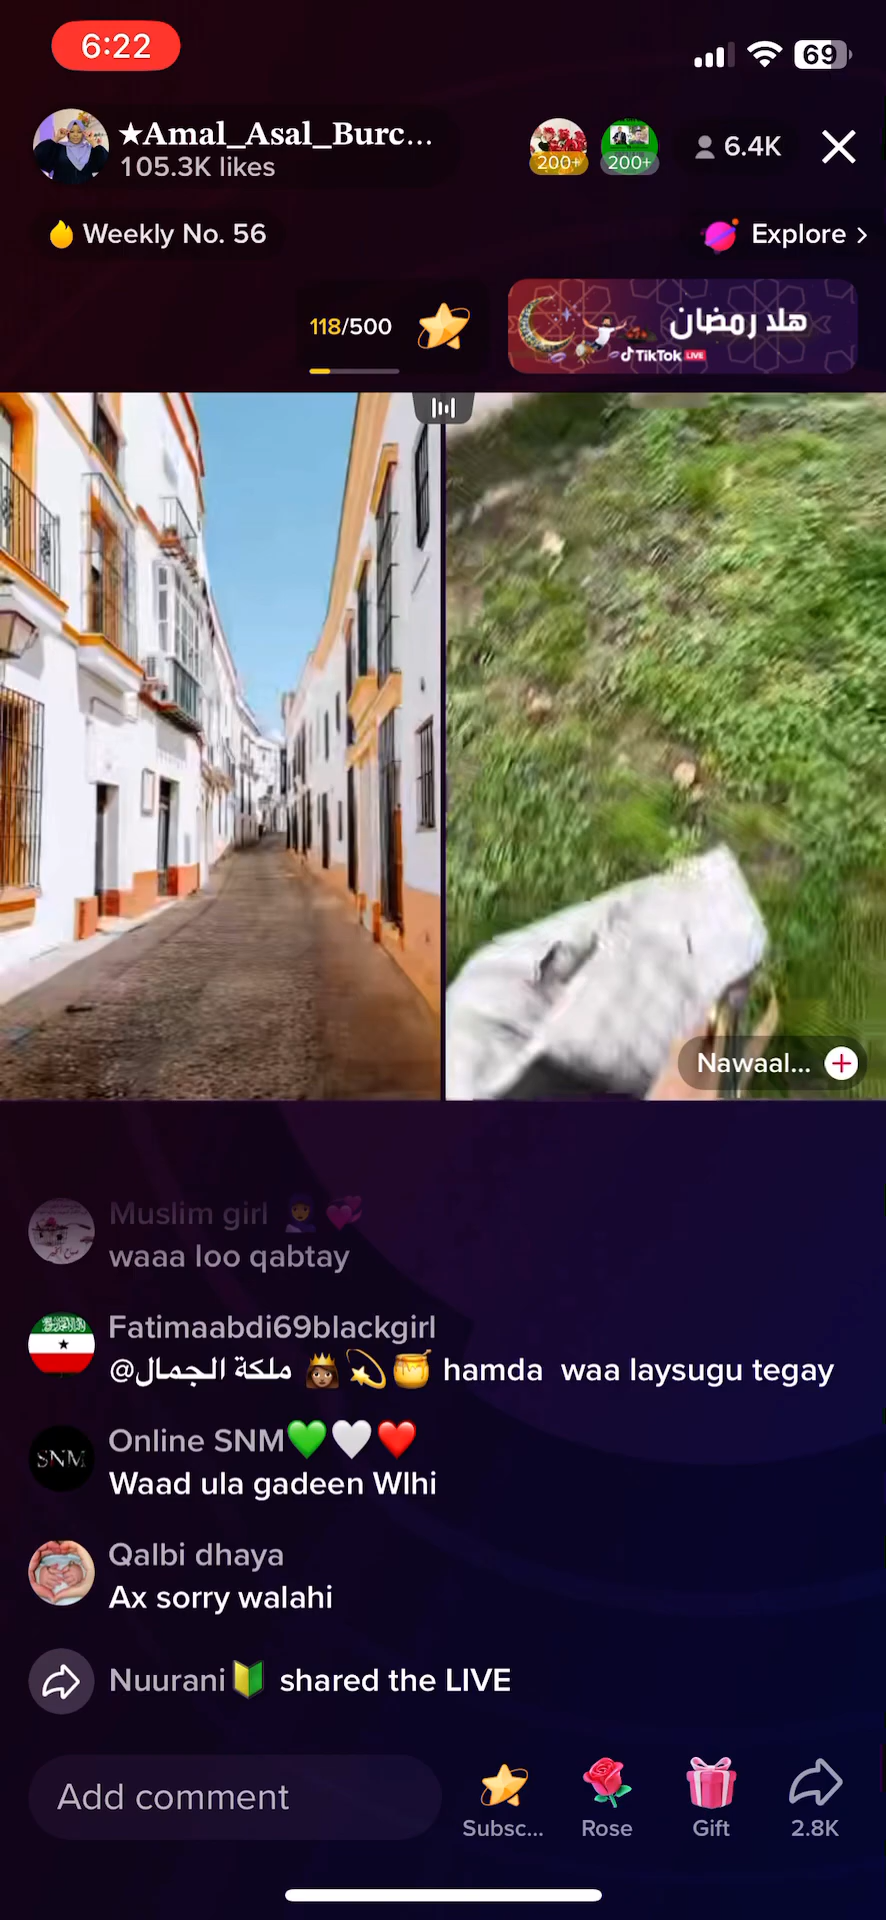 6:22
69
★Amal_Asal_Burc...
105.3K likes
200+
200+
6.4K
Weekly No. 56
Explore >
118/500
هلا رمضان
TikTok LIVE
Nawaal...
Muslim girl 🧕💞
waaa loo qabtay
Fatimaabdi69blackgirl
@ملكة الجمال 👸🏽💫🍯 hamda waa laysugu tegay
Online SNM💚🤍❤️
SNM
Waad ula gadeen Wlhi
Qalbi dhaya
Ax sorry walahi
Nuurani🔰 shared the LIVE
Add comment
Subsc...
Rose
Gift
2.8K